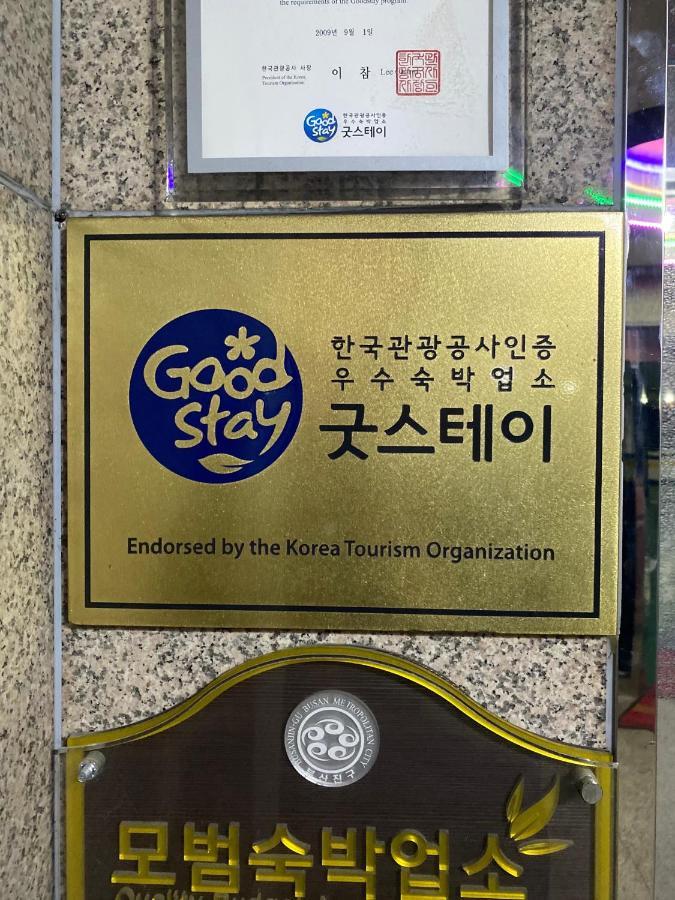 the requirements of the Goodstay program.
2009년 9월 1일
한국관광공사 사장
President of the Korea
Tourism Organization
이 참 Lee
Good
stay
한국관광공사인증
우수숙박업소
굿스테이
Good
stay
한국관광공사인증
우수숙박업소
굿스테이
Endorsed by the Korea Tourism Organization
BUSANJIN-GU BUSAN METROPOLITAN CITY
부산진구
모범숙박업소
Quality